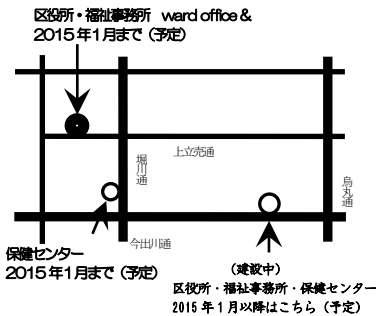 区役所・福祉事務所 ward office &
2015年1月まで（予定）
上立売通
堀川通
烏丸通
今出川通
保健センター
2015年1月まで（予定）
（建設中）
区役所・福祉事務所・保健センター
2015年1月以降はこちら（予定）